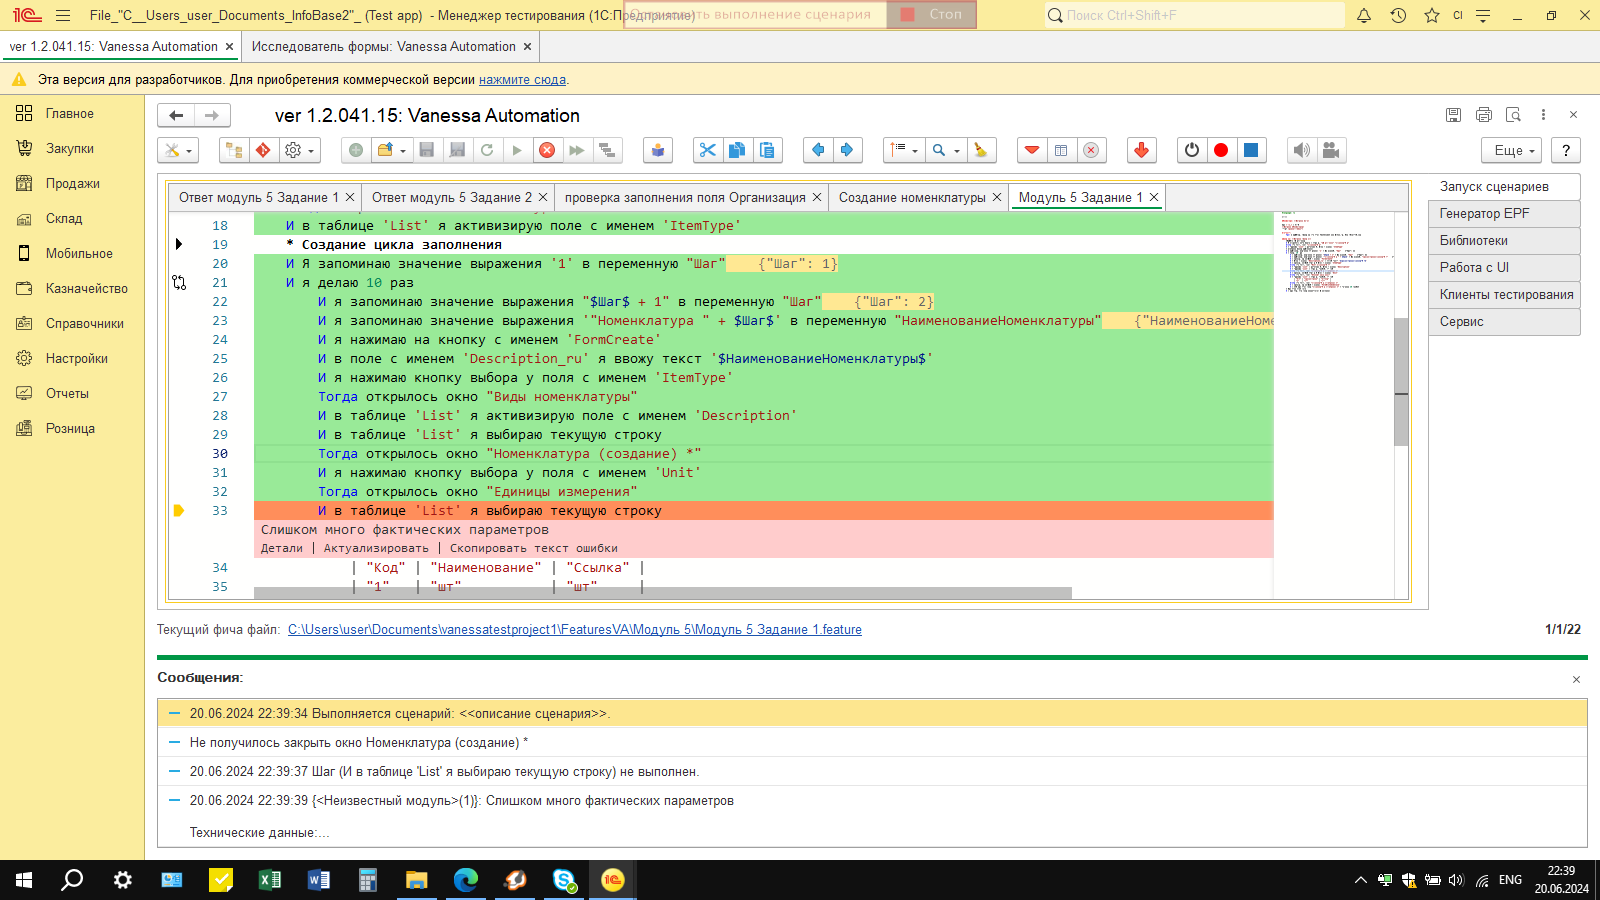 File_"C__Users_user_Documents_InfoBase2"_ (Test app) - Менеджер тестирования (1С:Предприятие)
выполнение сценария
Стоп
Поиск Ctrl+Shift+F
CI
ver 1.2.041.15: Vanessa Automation ×
Исследователь формы: Vanessa Automation ×
Эта версия для разработчиков. Для приобретения коммерческой версии нажмите сюда.
Главное
Закупки
Продажи
Склад
Мобильное
Казначейство
Справочники
Настройки
Отчеты
Розница
ver 1.2.041.15: Vanessa Automation
Еще
?
Ответ модуль 5 Задание 1 ×
Ответ модуль 5 Задание 2 ×
проверка заполнения поля Организация ×
Создание номенклатуры ×
Модуль 5 Задание 1 ×
18 И в таблице 'List' я активизирую поле с именем 'ItemType'
19 * Создание цикла заполнения
20 И Я запоминаю значение выражения '1' в переменную "Шаг" {"Шаг": 1}
21 И я делаю 10 раз
22 И я запоминаю значение выражения "$Шаг$ + 1" в переменную "Шаг" {"Шаг": 2}
23 И я запоминаю значение выражения '"Номенклатура " + $Шаг$' в переменную "НаименованиеНоменклатуры" {"НаименованиеНоме
24 И я нажимаю на кнопку с именем 'FormCreate'
25 И в поле с именем 'Description_ru' я ввожу текст '$НаименованиеНоменклатуры$'
26 И я нажимаю кнопку выбора у поля с именем 'ItemType'
27 Тогда открылось окно "Виды номенклатуры"
28 И в таблице 'List' я активизирую поле с именем 'Description'
29 И в таблице 'List' я выбираю текущую строку
30 Тогда открылось окно "Номенклатура (создание) *"
31 И я нажимаю кнопку выбора у поля с именем 'Unit'
32 Тогда открылось окно "Единицы измерения"
33 И в таблице 'List' я выбираю текущую строку
Слишком много фактических параметров
Детали | Актуализировать | Скопировать текст ошибки
34 | "Код" | "Наименование" | "Ссылка" |
35 | "1" | "шт" | "шт" |
Запуск сценариев
Генератор EPF
Библиотеки
Работа с UI
Клиенты тестирования
Сервис
Текущий фича файл: C:\Users\user\Documents\vanessatestproject1\FeaturesVA\Модуль 5\Модуль 5 Задание 1.feature
1/1/22
Сообщения:
20.06.2024 22:39:34 Выполняется сценарий: <<описание сценария>>.
Не получилось закрыть окно Номенклатура (создание) *
20.06.2024 22:39:37 Шаг (И в таблице 'List' я выбираю текущую строку) не выполнен.
20.06.2024 22:39:39 {<Неизвестный модуль>(1)}: Слишком много фактических параметров
Технические данные:...
ENG
22:39
20.06.2024